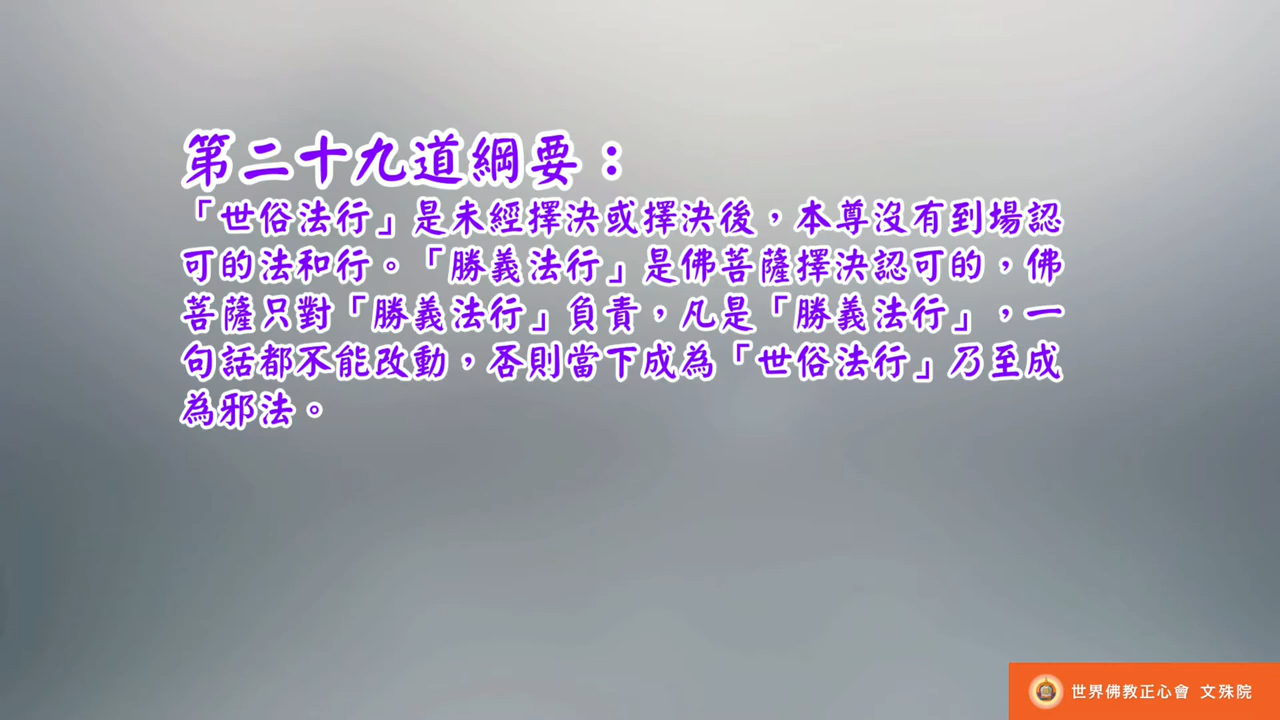 第二十九道綱要：
「世俗法行」是未經擇決或擇決後，本尊沒有到場認
可的法和行。「勝義法行」是佛菩薩擇決認可的，佛
菩薩只對「勝義法行」負責，凡是「勝義法行」，一
句話都不能改動，否則當下成為「世俗法行」乃至成
為邪法。
世界佛教正心會 文殊院